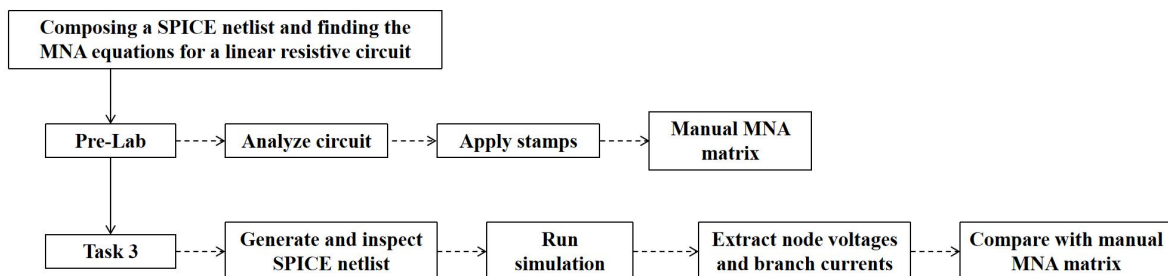 Composing a SPICE netlist and finding the
MNA equations for a linear resistive circuit
Pre-Lab
Analyze circuit
Apply stamps
Manual MNA
matrix
Task 3
Generate and inspect
SPICE netlist
Run
simulation
Extract node voltages
and branch currents
Compare with manual
MNA matrix